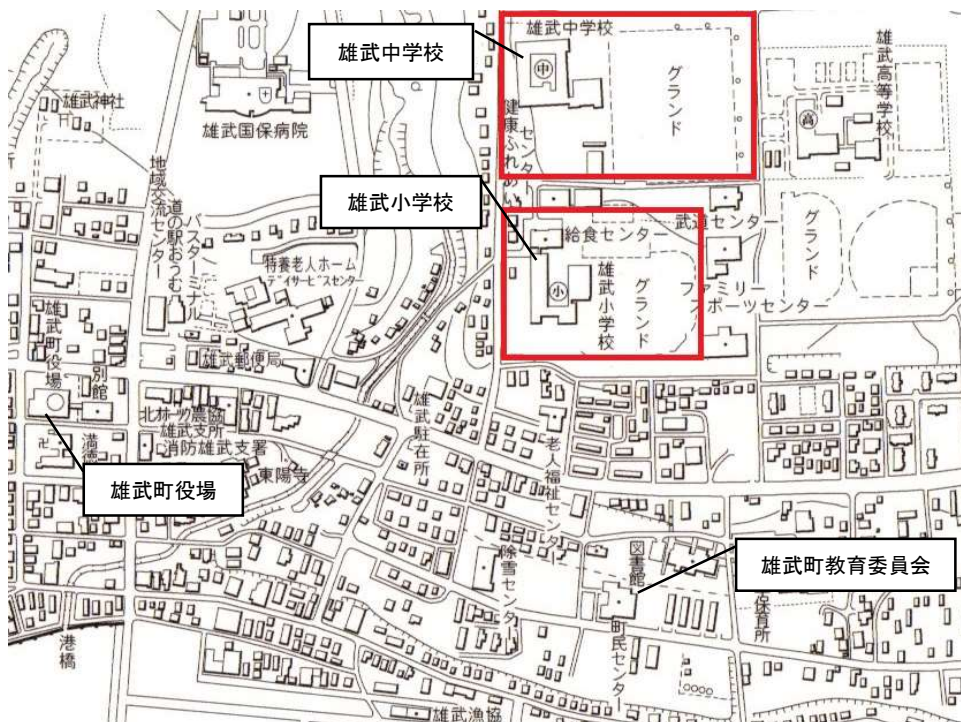 雄武中学校
雄武中学校
中
グランド
雄武高等学校
高
雄武神社
雄武国保病院
健康ふれあい
センター
雄武小学校
地域交流センター
道の駅おうむ
バスターミナル
特養老人ホーム
デイサービスセンター
給食センター
武道センター
小
雄武小学校
グランド
ファミリー
スポーツセンター
グランド
雄武町役場
別館
雄武郵便局
北オホーツク農協
雄武支所
消防雄武支署
東陽寺
雄武駐在所
老人福祉センター
満徳
雄武町役場
除雪センター
図書館
雄武町教育委員会
町民センター
保育所
港橋
雄武漁協